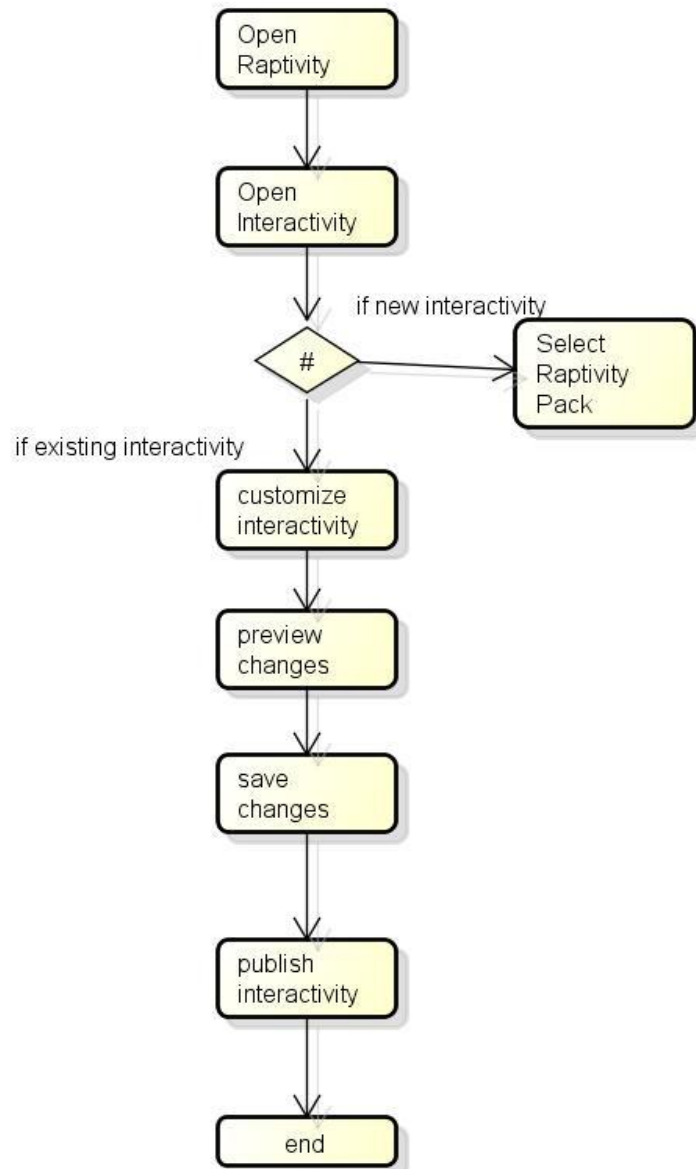 Open
Raptivity
Open
Interactivity
if new interactivity
#
Select
Raptivity
Pack
if existing interactivity
customize
interactivity
preview
changes
save
changes
publish
interactivity
end